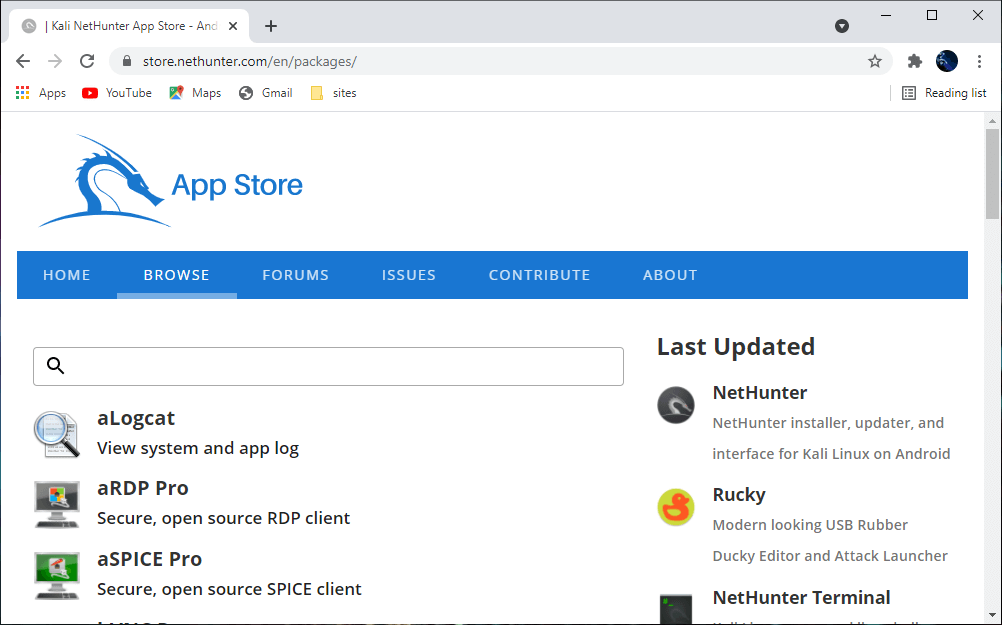 | Kali NetHunter App Store - And
store.nethunter.com/en/packages/
Apps
YouTube
Maps
Gmail
sites
Reading list
App Store
HOME
BROWSE
FORUMS
ISSUES
CONTRIBUTE
ABOUT
aLogcat
View system and app log
aRDP Pro
Secure, open source RDP client
aSPICE Pro
Secure, open source SPICE client
Last Updated
NetHunter
NetHunter installer, updater, and
interface for Kali Linux on Android
Rucky
Modern looking USB Rubber
Ducky Editor and Attack Launcher
NetHunter Terminal